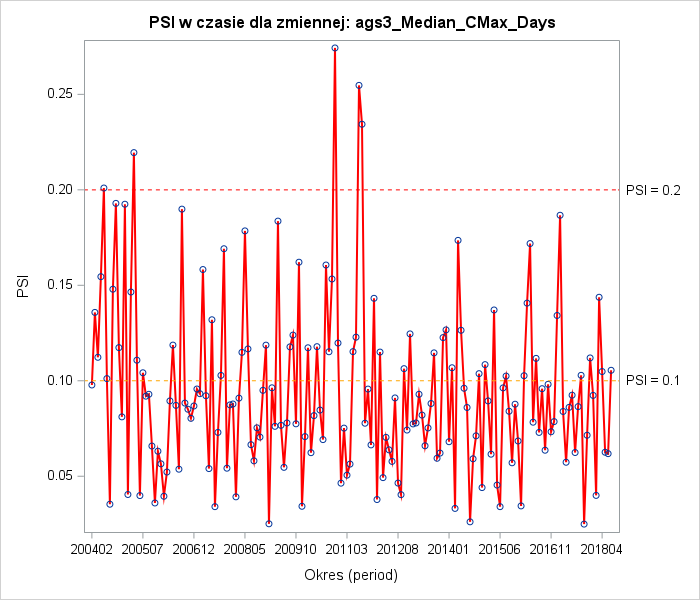 PSI w czasie dla zmiennej: ags3_Median_CMax_Days
0.25
0.20
PSI = 0.2
0.15
PSI
0.10
PSI = 0.1
0.05
200402 200507 200612 200805 200910 201103 201208 201401 201506 201611 201804
Okres (period)